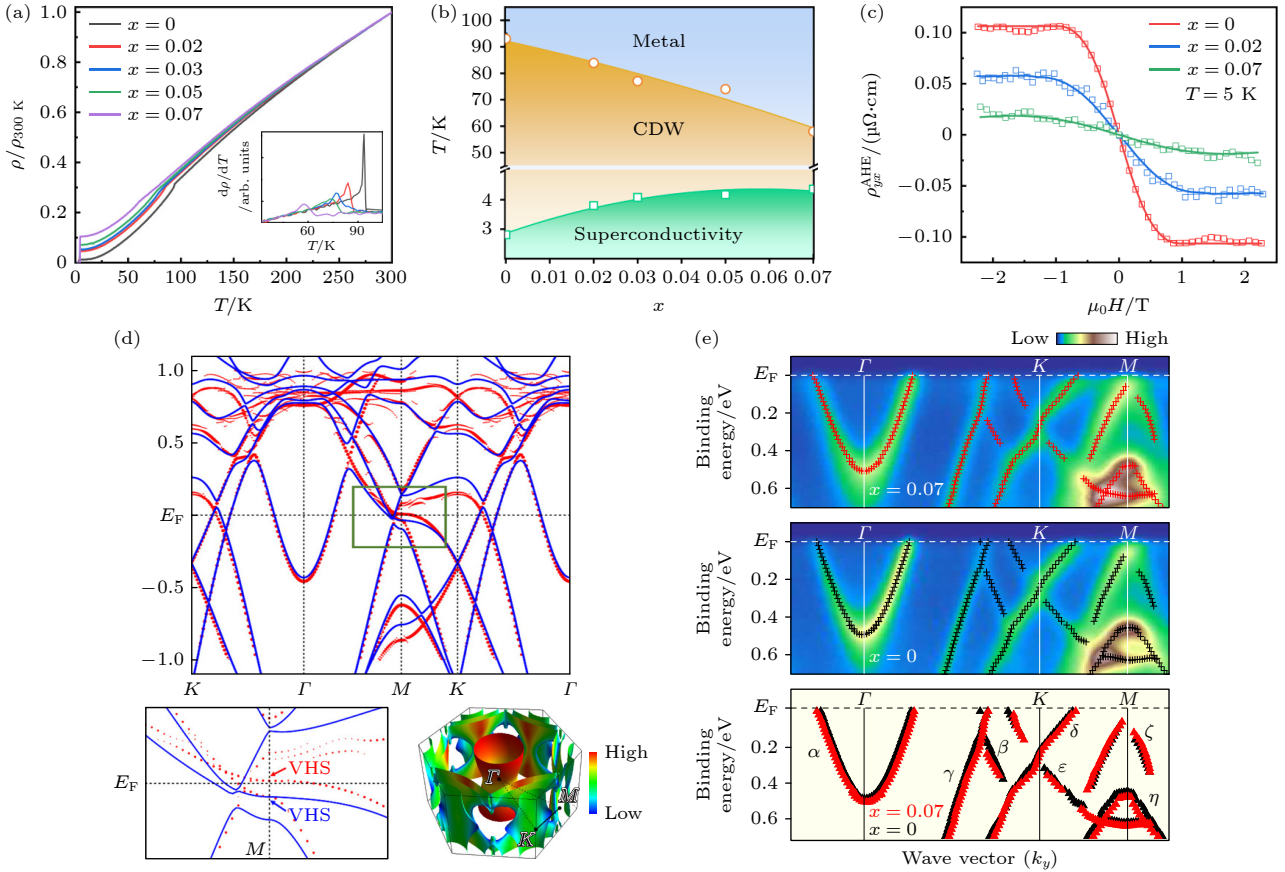 (a)
x = 0
x = 0.02
x = 0.03
x = 0.05
x = 0.07
ρ/ρ300 K
1.0
0.8
0.6
0.4
0.2
0
0 50 100 150 200 250 300
T/K
dρ/dT
/arb. units
60 90
T/K
(b)
T/K
100
90
80
70
60
50
4
3
Metal
CDW
Superconductivity
0 0.01 0.02 0.03 0.04 0.05 0.06 0.07
x
(c)
ρyx^AHE/(μΩ·cm)
0.10
0.05
0
−0.05
−0.10
x = 0
x = 0.02
x = 0.07
T = 5 K
−2 −1 0 1 2
μ0H/T
(d)
1.0
0.5
EF
−0.5
−1.0
K Γ M K Γ
EF
VHS
VHS
M
Γ
M
K
High
Low
(e)
Low High
Γ K M
EF
0.2
0.4
0.6
Binding
energy/eV
x = 0.07
Γ K M
EF
0.2
0.4
0.6
Binding
energy/eV
x = 0
Γ K M
EF
0.2
0.4
0.6
Binding
energy/eV
α γ β δ ε ζ η
x = 0.07
x = 0
Wave vector (ky)